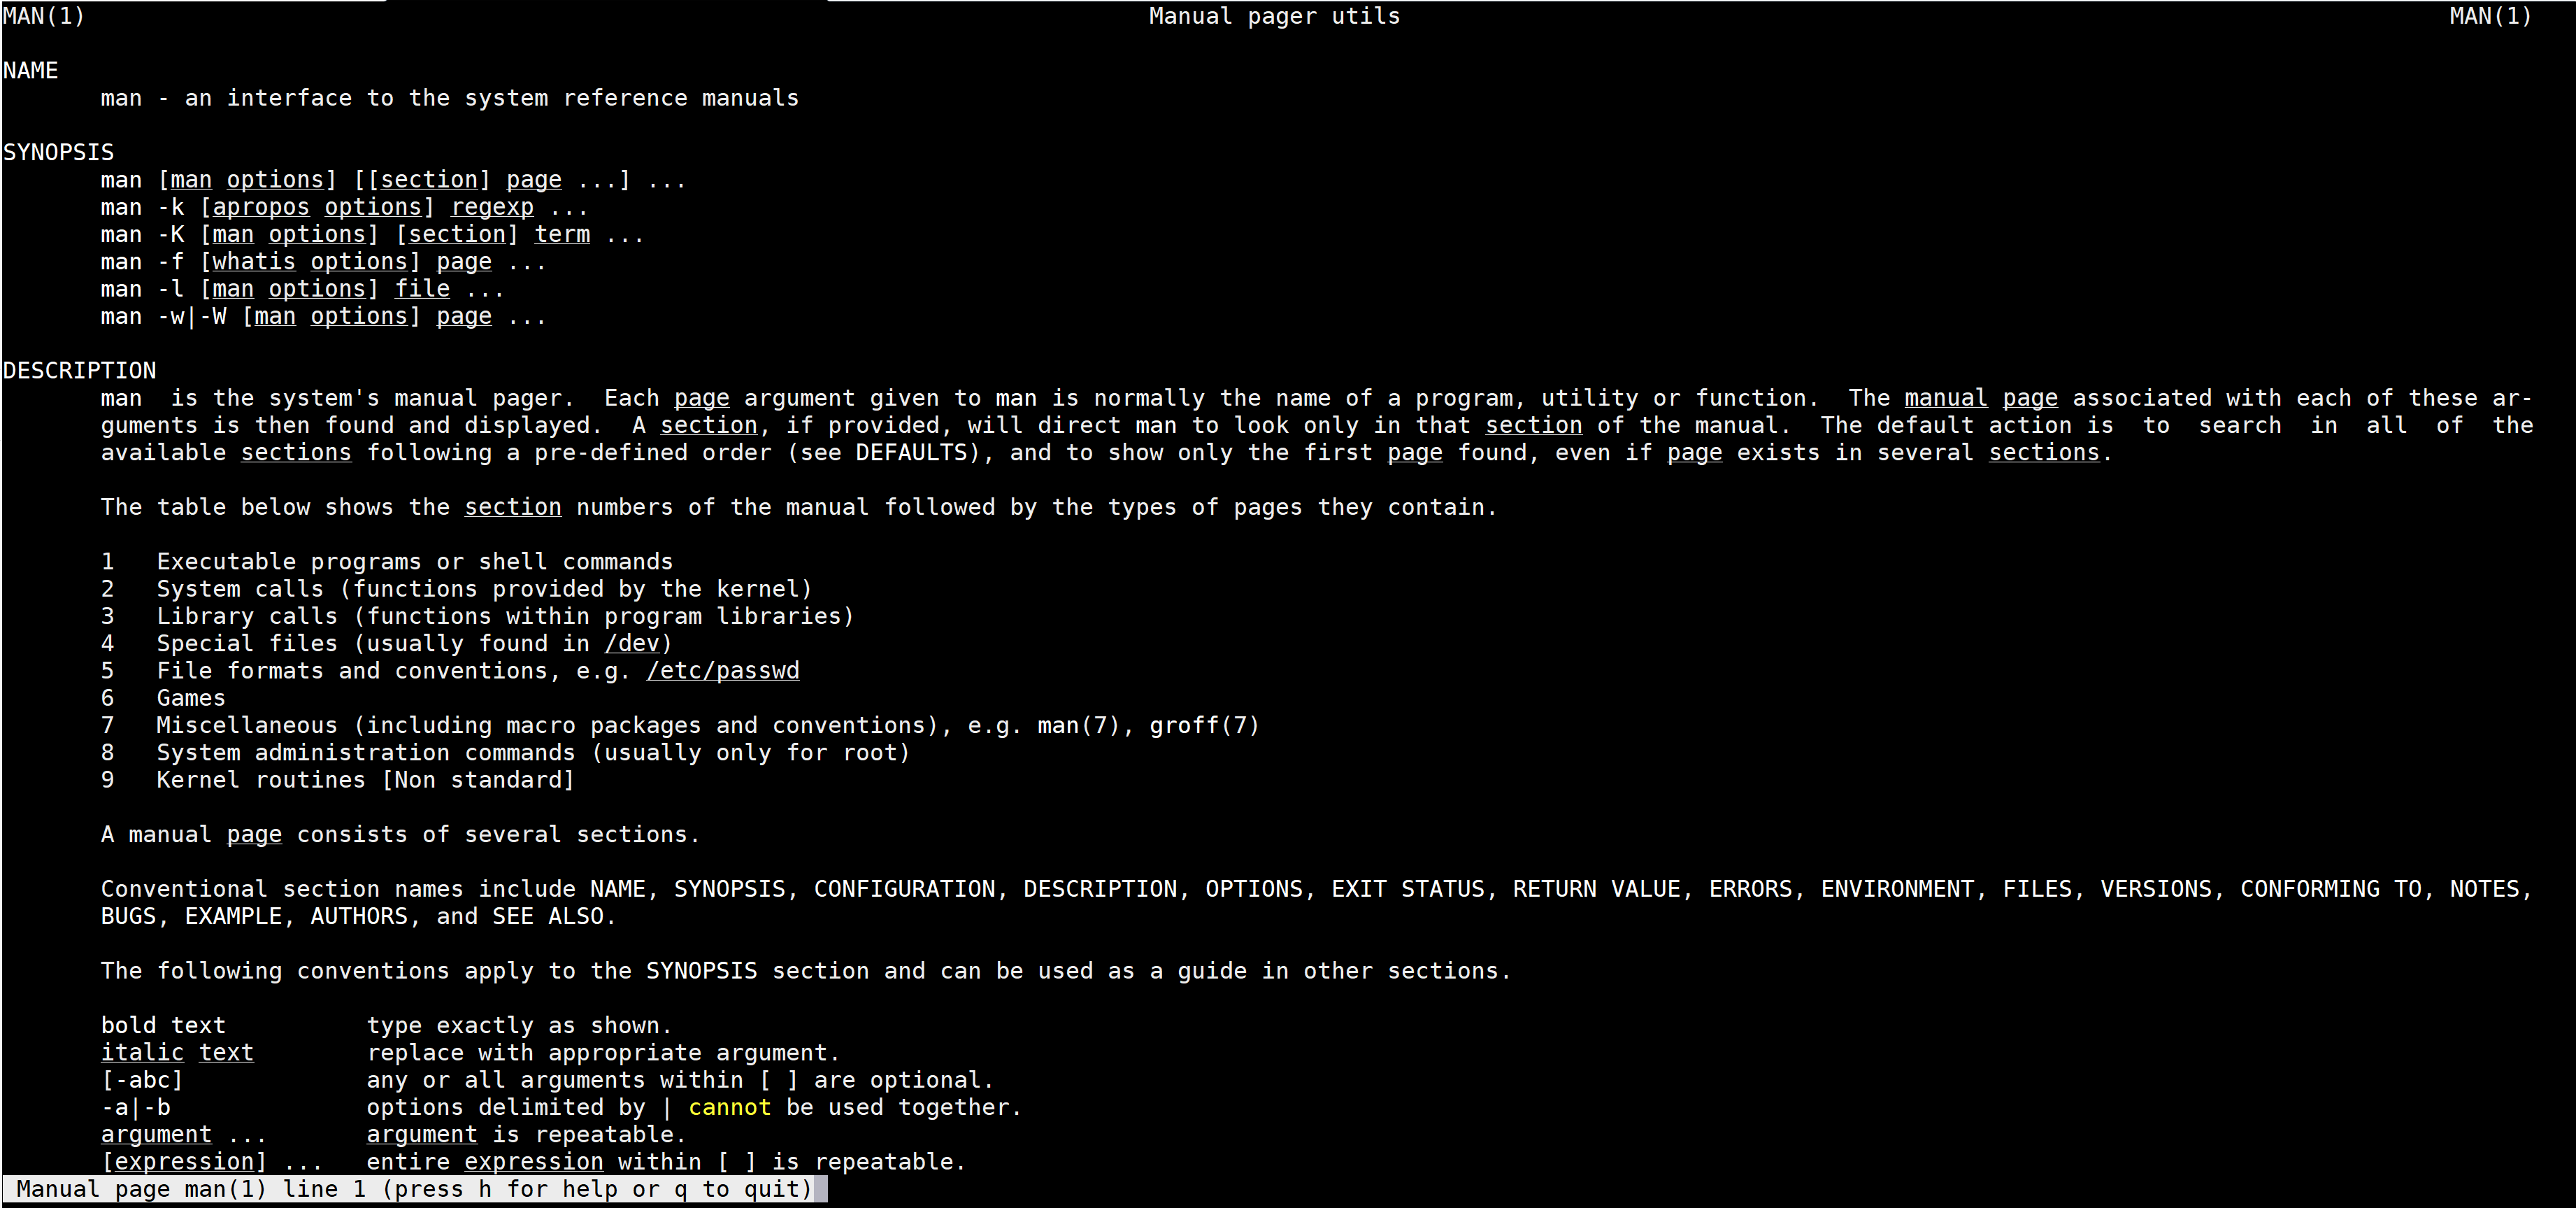 MAN(1) Manual pager utils MAN(1)
NAME
man - an interface to the system reference manuals
SYNOPSIS
man [man options] [[section] page ...] ...
man -k [apropos options] regexp ...
man -K [man options] [section] term ...
man -f [whatis options] page ...
man -l [man options] file ...
man -w|-W [man options] page ...
DESCRIPTION
man  is the system's manual pager.  Each page argument given to man is normally the name of a program, utility or function.  The manual page associated with each of these ar-
guments is then found and displayed.  A section, if provided, will direct man to look only in that section of the manual.  The default action is  to  search  in  all  of  the
available sections following a pre-defined order (see DEFAULTS), and to show only the first page found, even if page exists in several sections.
The table below shows the section numbers of the manual followed by the types of pages they contain.
1   Executable programs or shell commands
2   System calls (functions provided by the kernel)
3   Library calls (functions within program libraries)
4   Special files (usually found in /dev)
5   File formats and conventions, e.g. /etc/passwd
6   Games
7   Miscellaneous (including macro packages and conventions), e.g. man(7), groff(7)
8   System administration commands (usually only for root)
9   Kernel routines [Non standard]
A manual page consists of several sections.
Conventional section names include NAME, SYNOPSIS, CONFIGURATION, DESCRIPTION, OPTIONS, EXIT STATUS, RETURN VALUE, ERRORS, ENVIRONMENT, FILES, VERSIONS, CONFORMING TO, NOTES,
BUGS, EXAMPLE, AUTHORS, and SEE ALSO.
The following conventions apply to the SYNOPSIS section and can be used as a guide in other sections.
bold text          type exactly as shown.
italic text        replace with appropriate argument.
[-abc]             any or all arguments within [ ] are optional.
-a|-b              options delimited by | cannot be used together.
argument ...       argument is repeatable.
[expression] ...   entire expression within [ ] is repeatable.
Manual page man(1) line 1 (press h for help or q to quit)